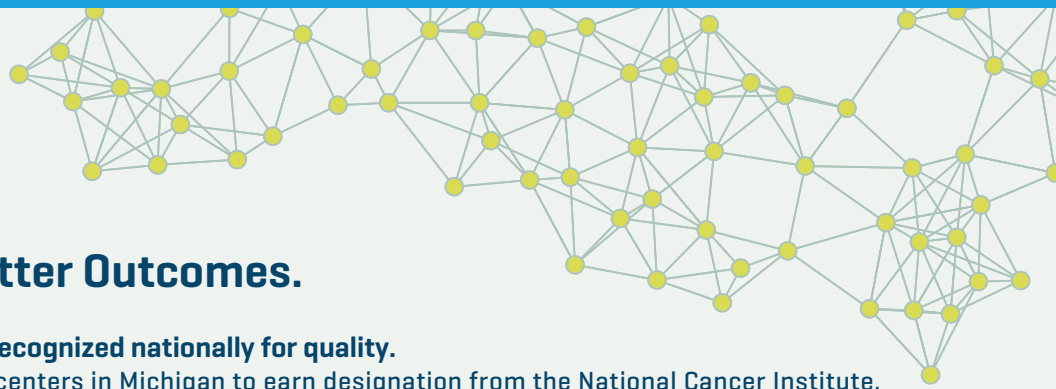 tter Outcomes.
ecognized nationally for quality.
centers in Michigan to earn designation from the National Cancer Institute.